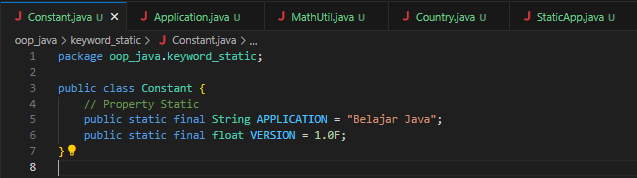 Constant.java U
Application.java U
MathUtil.java U
Country.java U
StaticApp.java U
oop_java > keyword_static > Constant.java > ...
1 package oop_java.keyword_static;
2
3 public class Constant {
4 // Property Static
5 public static final String APPLICATION = "Belajar Java";
6 public static final float VERSION = 1.0F;
7 }
8